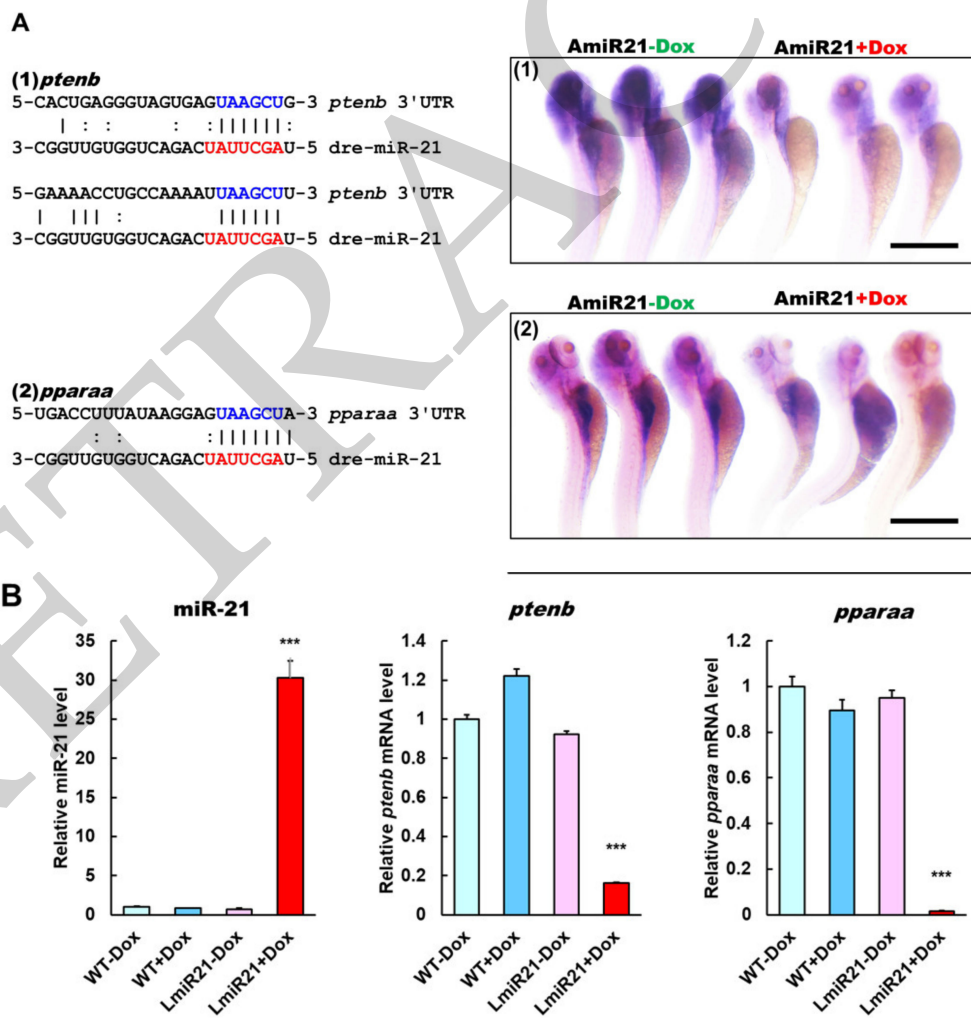 A
(1)ptenb
5-CACUGAGGGUAGUGAGUAAGCUG-3 ptenb 3'UTR
| : : : :||||||:
3-CGGUUGUGGUCAGACUAUUCGAU-5 dre-miR-21
5-GAAAACCUGCCAAAAUUAAGCUU-3 ptenb 3'UTR
| ||| : ||||||
3-CGGUUGUGGUCAGACUAUUCGAU-5 dre-miR-21
(2)pparaa
5-UGACCUUUAUAAGGAGUAAGCUA-3 pparaa 3'UTR
: : :|||||||
3-CGGUUGUGGUCAGACUAUUCGAU-5 dre-miR-21
AmiR21-Dox AmiR21+Dox
(1)
AmiR21-Dox AmiR21+Dox
(2)
RETRAC
B
miR-21
Relative miR-21 level
35
30
25
20
15
10
5
0
***
WT-Dox
WT+Dox
LmiR21-Dox
LmiR21+Dox
ptenb
Relative ptenb mRNA level
1.4
1.2
1
0.8
0.6
0.4
0.2
0
***
WT-Dox
WT+Dox
LmiR21-Dox
LmiR21+Dox
pparaa
Relative pparaa mRNA level
1.2
1
0.8
0.6
0.4
0.2
0
***
WT-Dox
WT+Dox
LmiR21-Dox
LmiR21+Dox